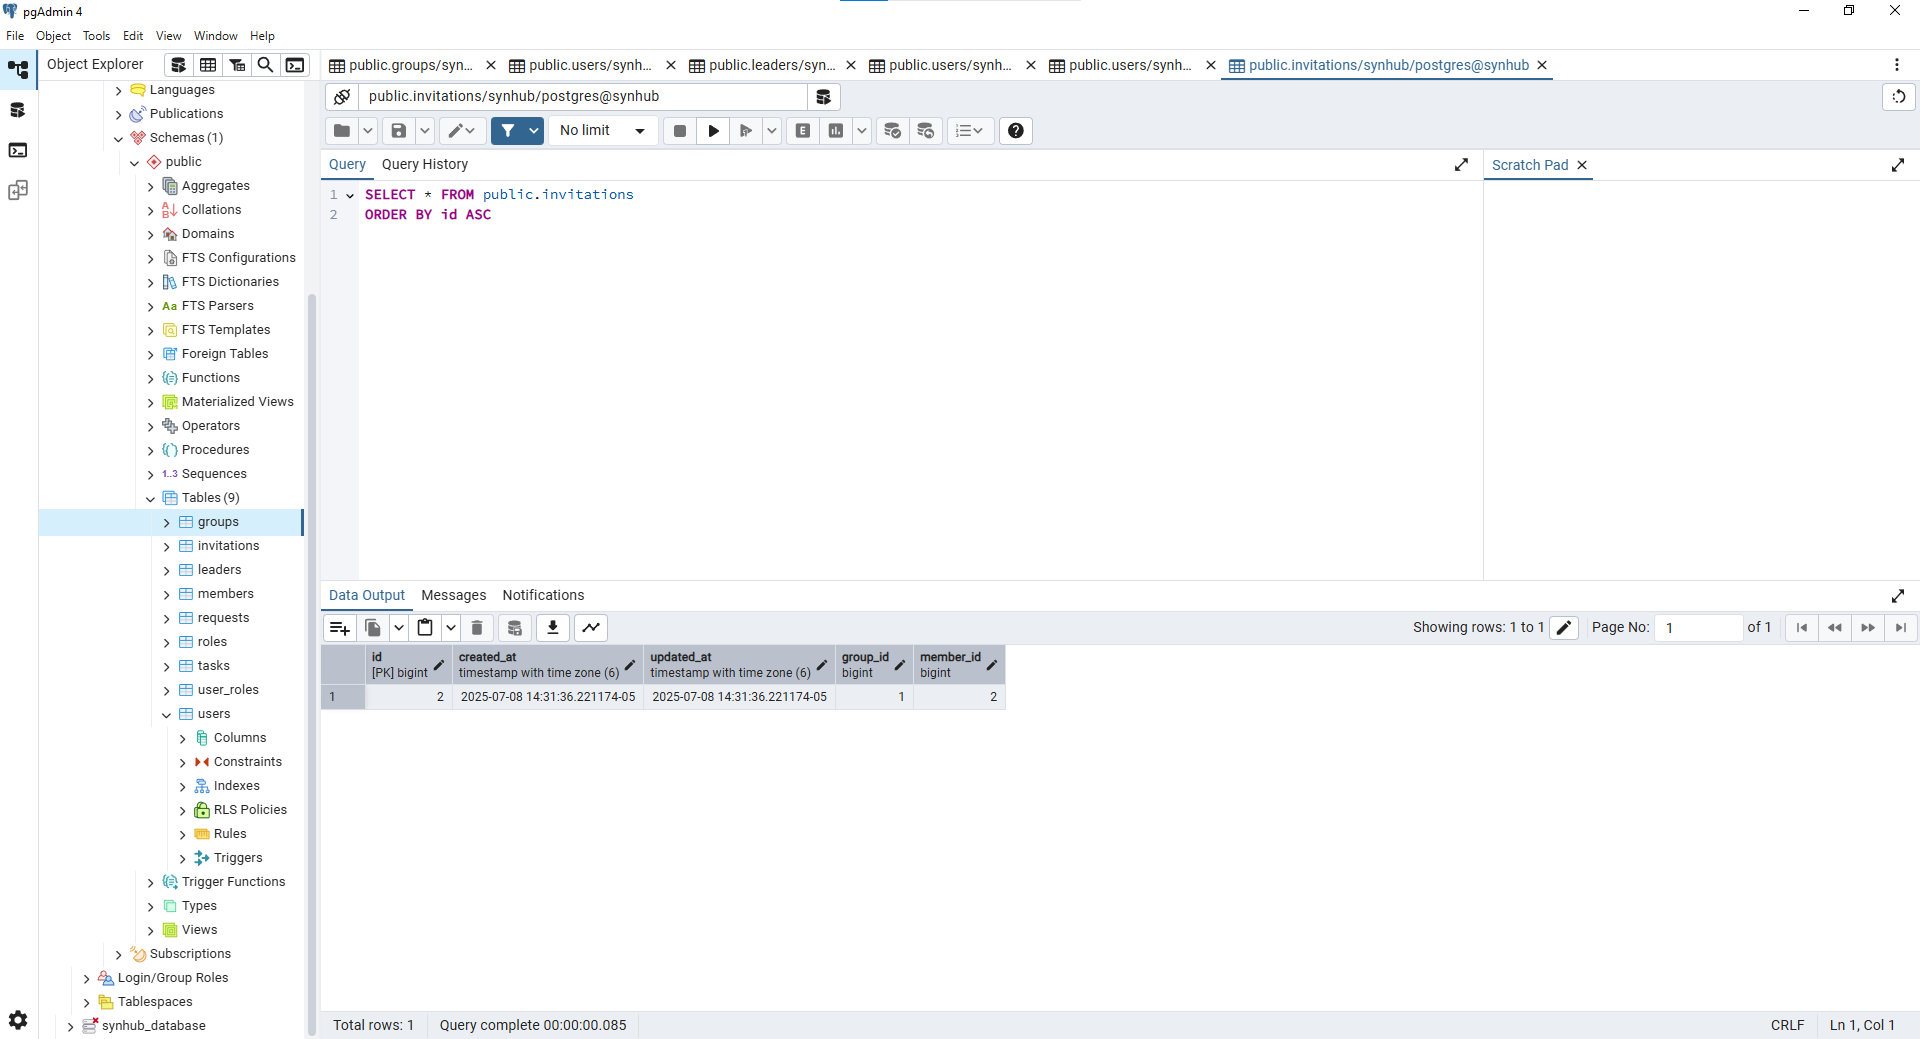 pgAdmin 4
File Object Tools Edit View Window Help
Object Explorer
public.groups/syn...
public.users/synh...
public.leaders/syn...
public.users/synh...
public.users/synh...
public.invitations/synhub/postgres@synhub
public.invitations/synhub/postgres@synhub
No limit
E
Query Query History
Scratch Pad
1 SELECT * FROM public.invitations
2 ORDER BY id ASC
Languages
Publications
Schemas (1)
public
Aggregates
Collations
Domains
FTS Configurations
FTS Dictionaries
Aa FTS Parsers
FTS Templates
Foreign Tables
Functions
Materialized Views
Operators
Procedures
1..3 Sequences
Tables (9)
groups
invitations
leaders
members
requests
roles
tasks
user_roles
users
Columns
Constraints
Indexes
RLS Policies
Rules
Triggers
Trigger Functions
Types
Views
Subscriptions
Login/Group Roles
Tablespaces
synhub_database
Data Output Messages Notifications
Showing rows: 1 to 1 Page No: 1 of 1
id created_at updated_at group_id member_id
[PK] bigint timestamp with time zone (6) timestamp with time zone (6) bigint bigint
1 2 2025-07-08 14:31:36.221174-05 2025-07-08 14:31:36.221174-05 1 2
Total rows: 1 Query complete 00:00:00.085 CRLF Ln 1, Col 1